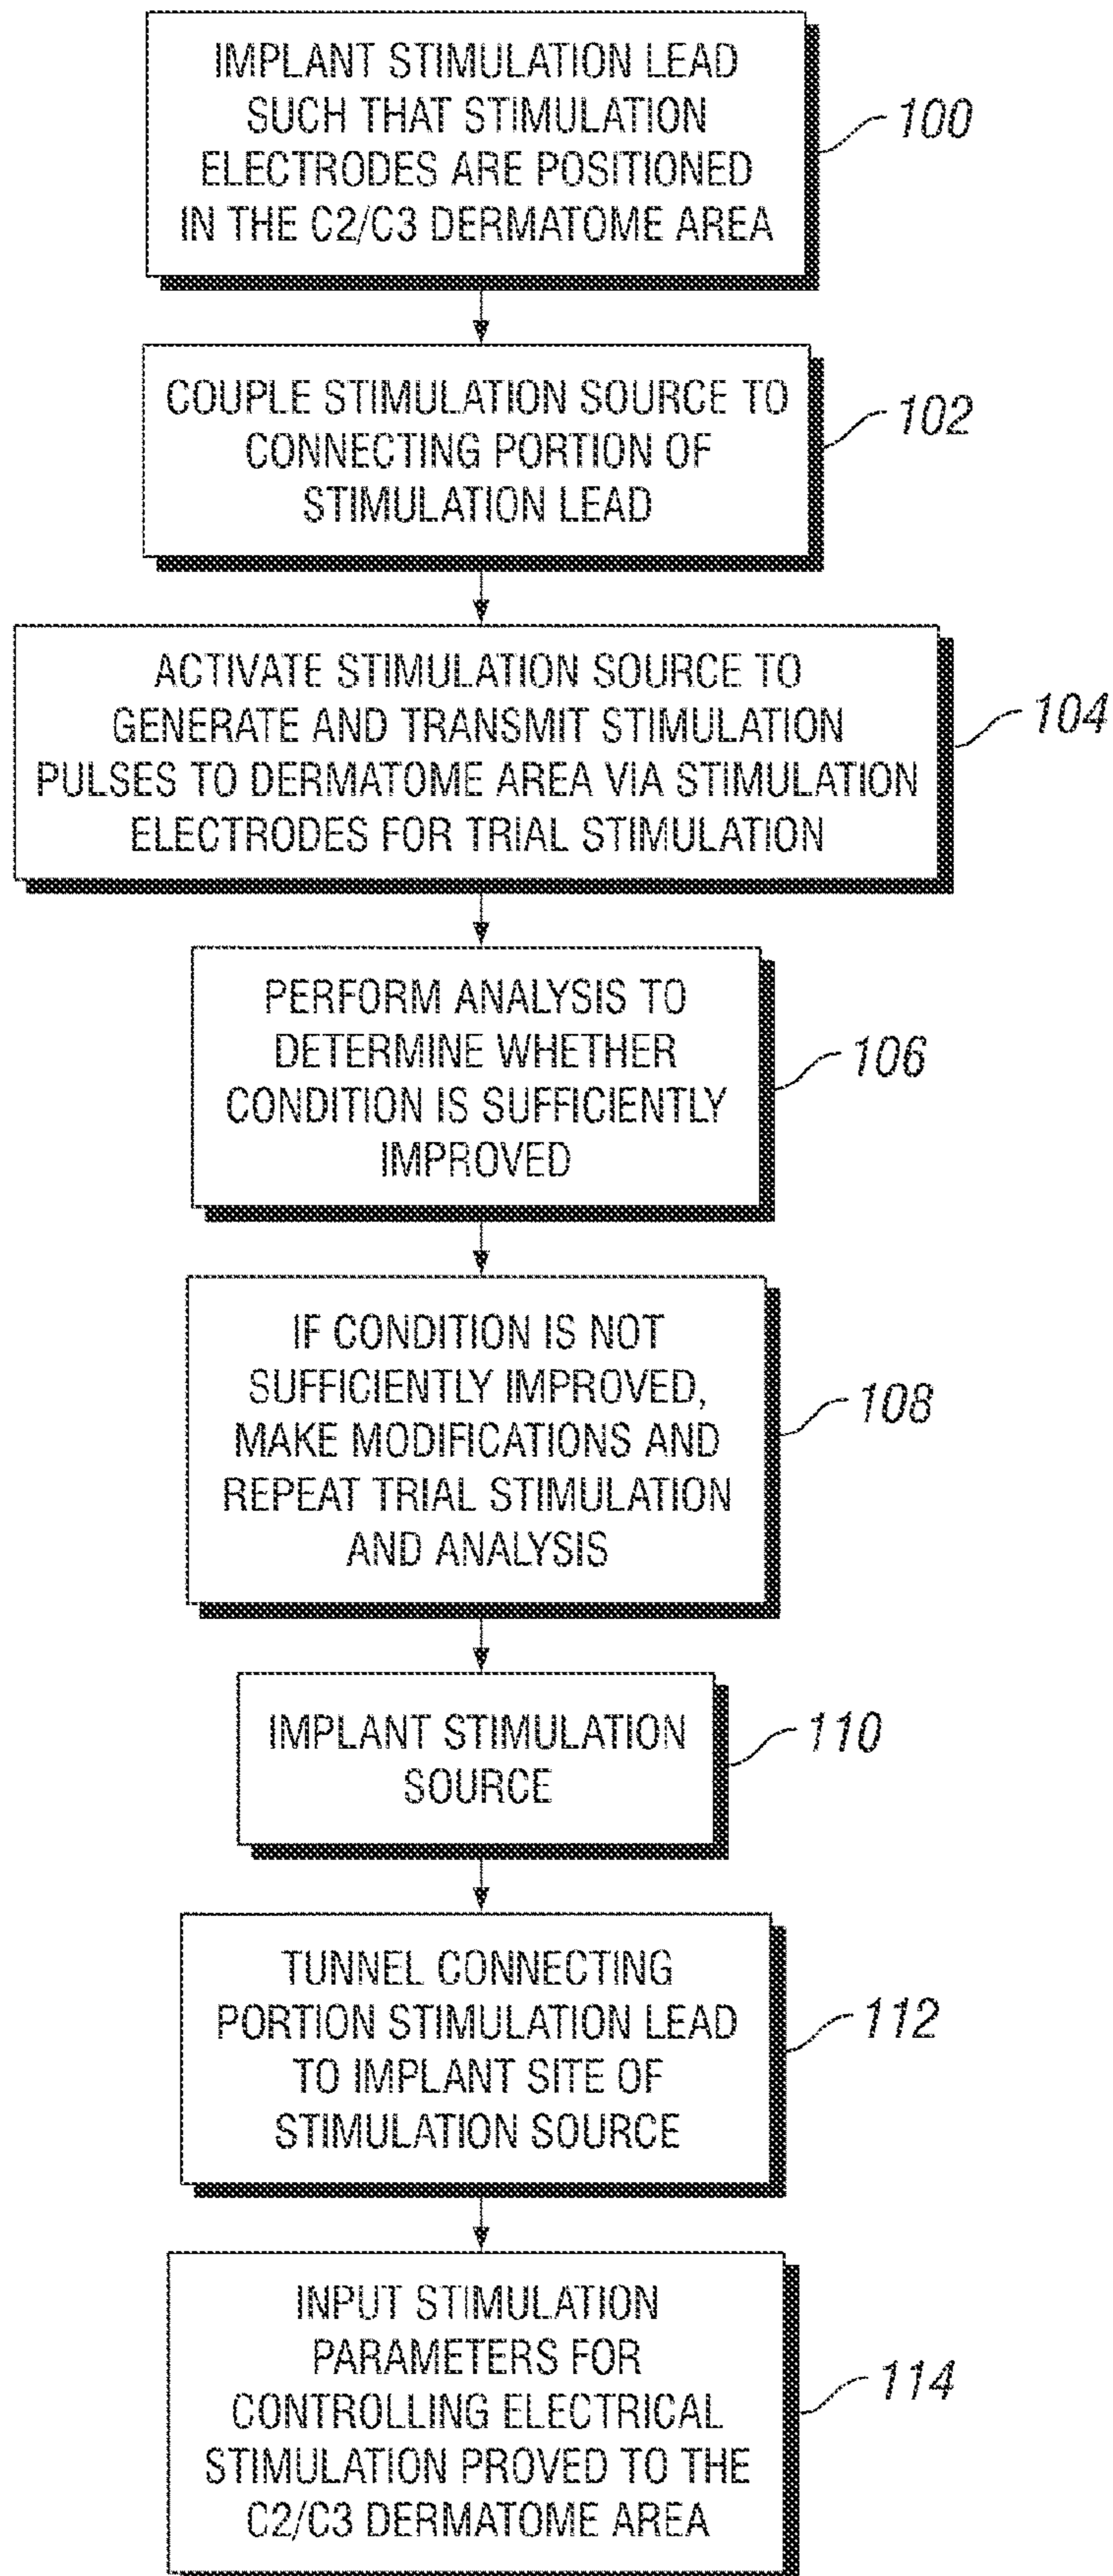 IMPLANT STIMULATION LEAD
SUCH THAT STIMULATION
ELECTRODES ARE POSITIONED
IN THE C2/C3 DERMATOME AREA
100
COUPLE STIMULATION SOURCE TO
CONNECTING PORTION OF
STIMULATION LEAD
102
ACTIVATE STIMULATION SOURCE TO
GENERATE AND TRANSMIT STIMULATION
PULSES TO DERMATOME AREA VIA STIMULATION
ELECTRODES FOR TRIAL STIMULATION
104
PERFORM ANALYSIS TO
DETERMINE WHETHER
CONDITION IS SUFFICIENTLY
IMPROVED
106
IF CONDITION IS NOT
SUFFICIENTLY IMPROVED,
MAKE MODIFICATIONS AND
REPEAT TRIAL STIMULATION
AND ANALYSIS
108
IMPLANT STIMULATION
SOURCE
110
TUNNEL CONNECTING
PORTION STIMULATION LEAD
TO IMPLANT SITE OF
STIMULATION SOURCE
112
INPUT STIMULATION
PARAMETERS FOR
CONTROLLING ELECTRICAL
STIMULATION PROVED TO THE
C2/C3 DERMATOME AREA
114